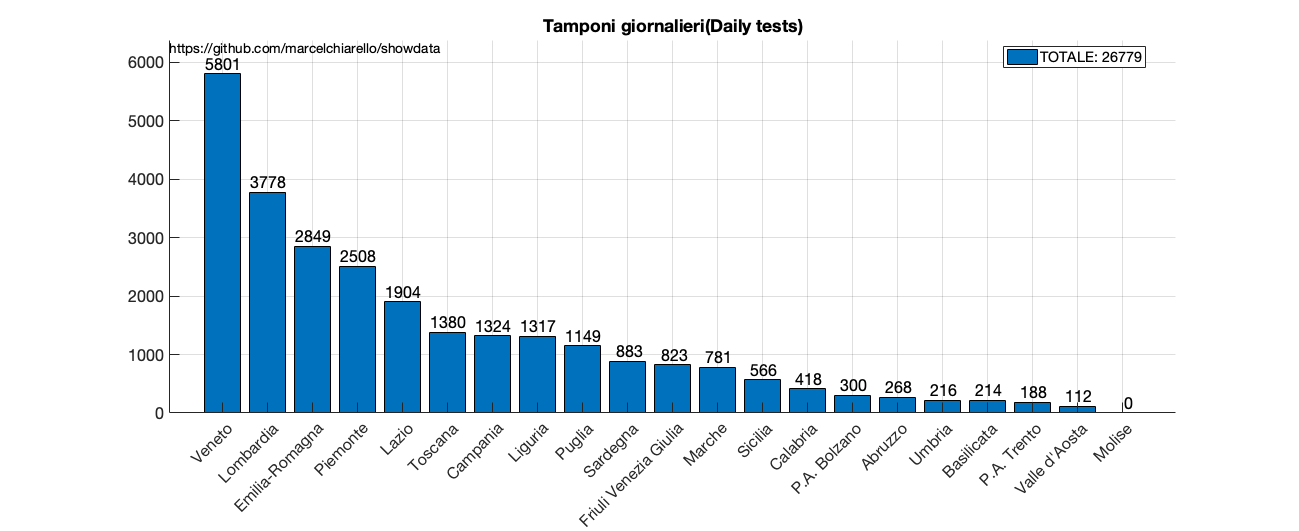 Tamponi giornalieri(Daily tests)
https://github.com/marcelchiarello/showdata
TOTALE: 26779
6000
5000
4000
3000
2000
1000
0
5801
3778
2849
2508
1904
1380
1324
1317
1149
883
823
781
566
418
300
268
216
214
188
112
0
Veneto
Lombardia
Emilia-Romagna
Piemonte
Lazio
Toscana
Campania
Liguria
Puglia
Sardegna
Friuli Venezia Giulia
Marche
Sicilia
Calabria
P.A. Bolzano
Abruzzo
Umbria
Basilicata
P.A. Trento
Valle d'Aosta
Molise